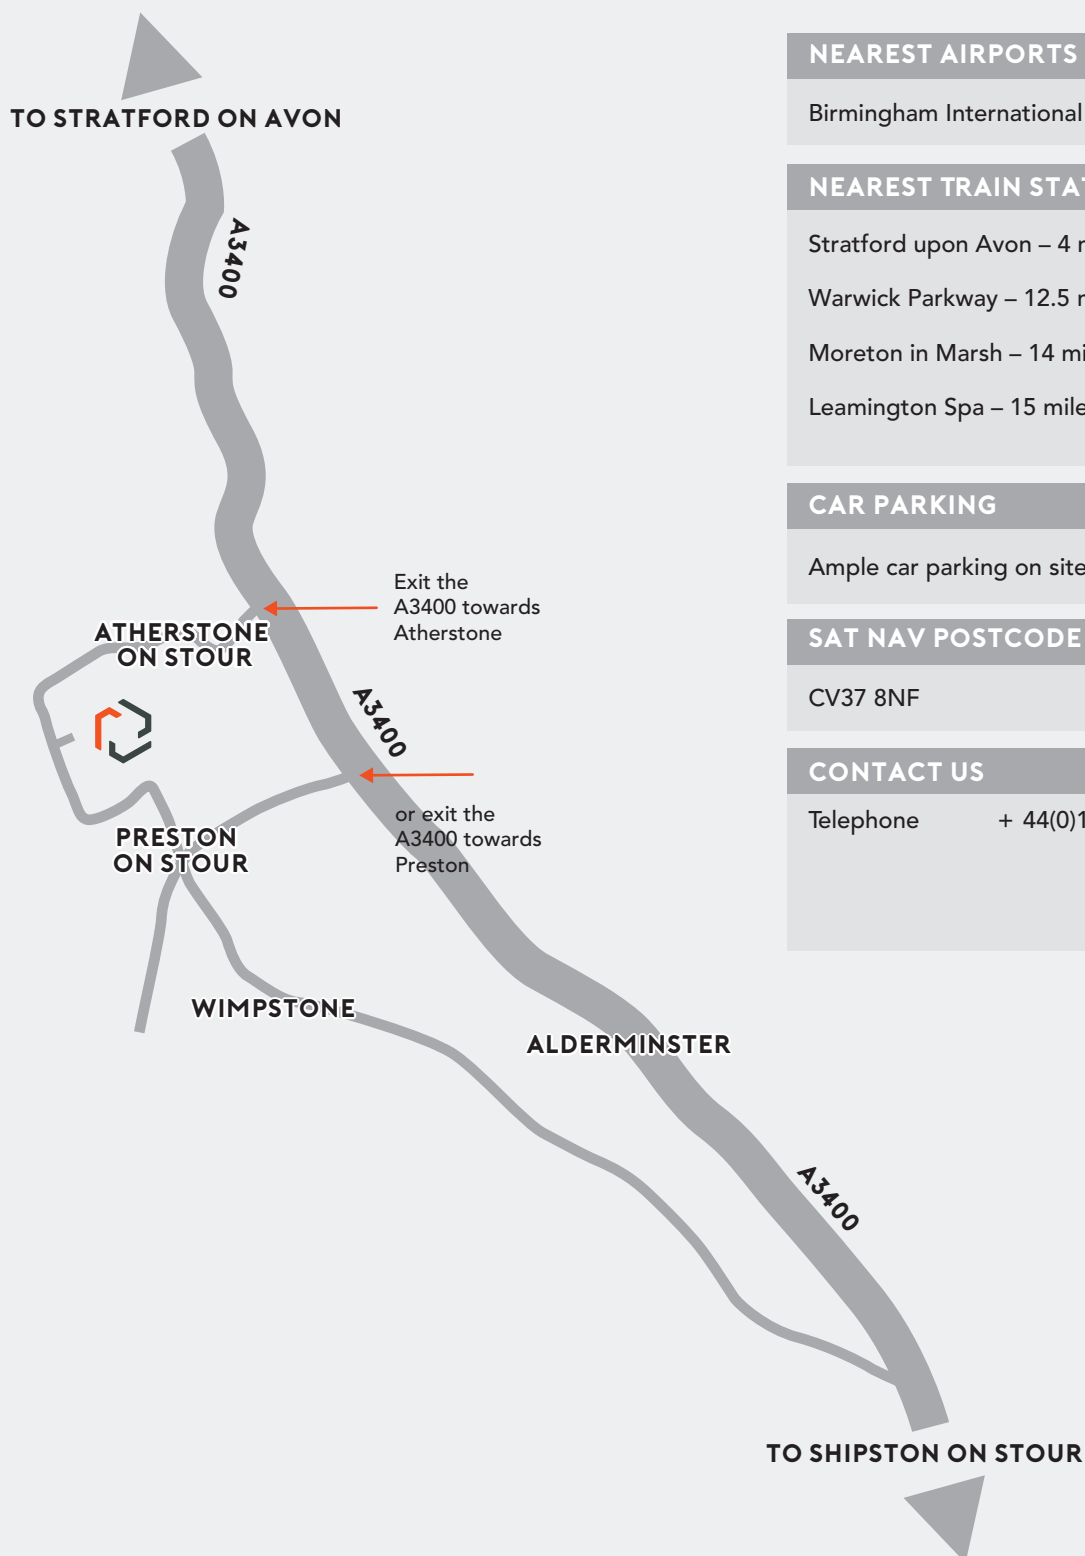 TO STRATFORD ON AVON
A3400
Exit the
A3400 towards
Atherstone
ATHERSTONE
ON STOUR
A3400
or exit the
A3400 towards
Preston
PRESTON
ON STOUR
WIMPSTONE
ALDERMINSTER
A3400
TO SHIPSTON ON STOUR
NEAREST AIRPORTS
Birmingham International
NEAREST TRAIN STAT
Stratford upon Avon – 4
Warwick Parkway – 12.5
Moreton in Marsh – 14 mi
Leamington Spa – 15 mile
CAR PARKING
Ample car parking on site
SAT NAV POSTCODE
CV37 8NF
CONTACT US
Telephone + 44(0)1